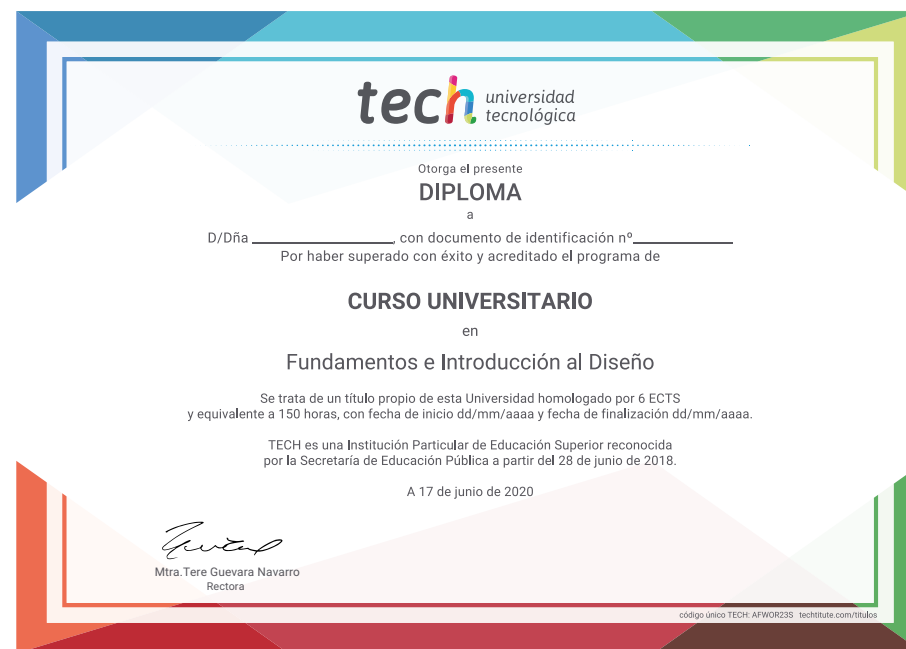 tech universidad
tecnológica
Otorga el presente
DIPLOMA
a
D/Dña ____________________, con documento de identificación nº______________
Por haber superado con éxito y acreditado el programa de
CURSO UNIVERSITARIO
en
Fundamentos e Introducción al Diseño
Se trata de un título propio de esta Universidad homologado por 6 ECTS
y equivalente a 150 horas, con fecha de inicio dd/mm/aaaa y fecha de finalización dd/mm/aaaa.
TECH es una Institución Particular de Educación Superior reconocida
por la Secretaría de Educación Pública a partir del 28 de junio de 2018.
A 17 de junio de 2020
Mtra.Tere Guevara Navarro
Rectora
código único TECH: AFWOR23S techtitute.com/titulos